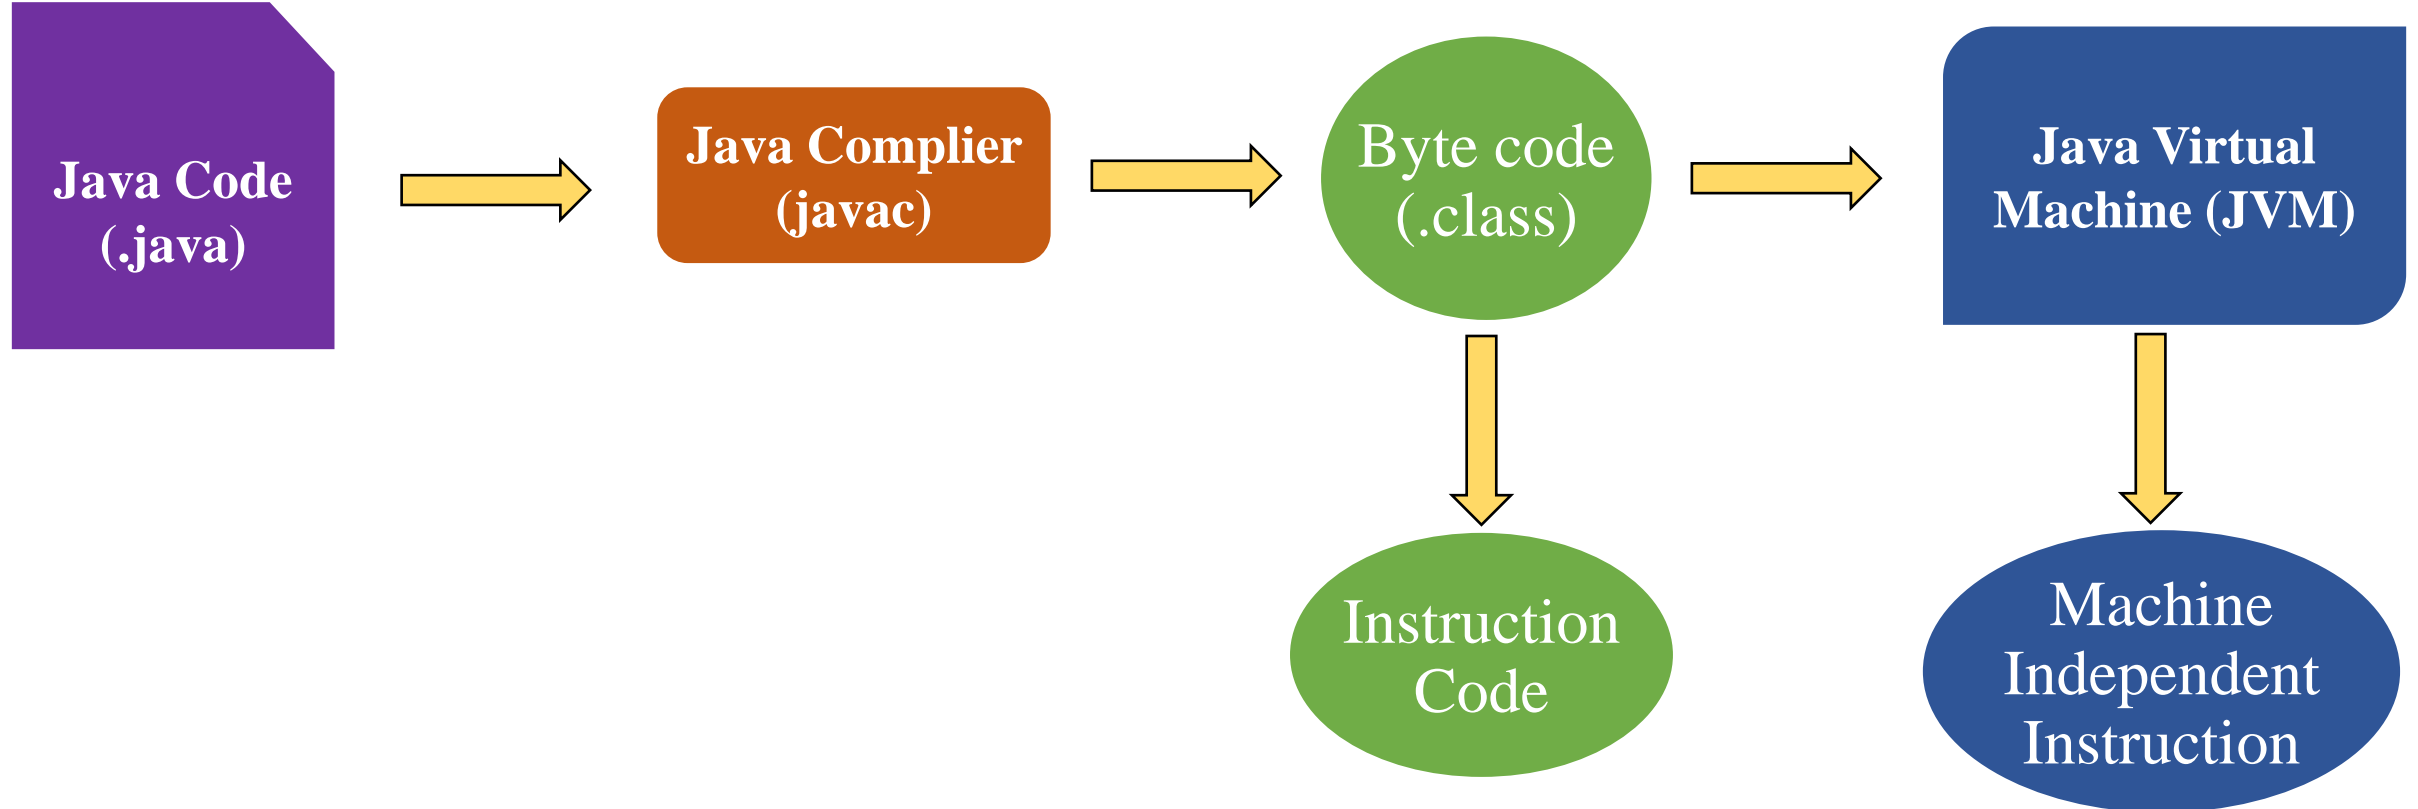 Java Code
(.java)
Java Complier
(javac)
Byte code
(.class)
Java Virtual
Machine (JVM)
Instruction
Code
Machine
Independent
Instruction